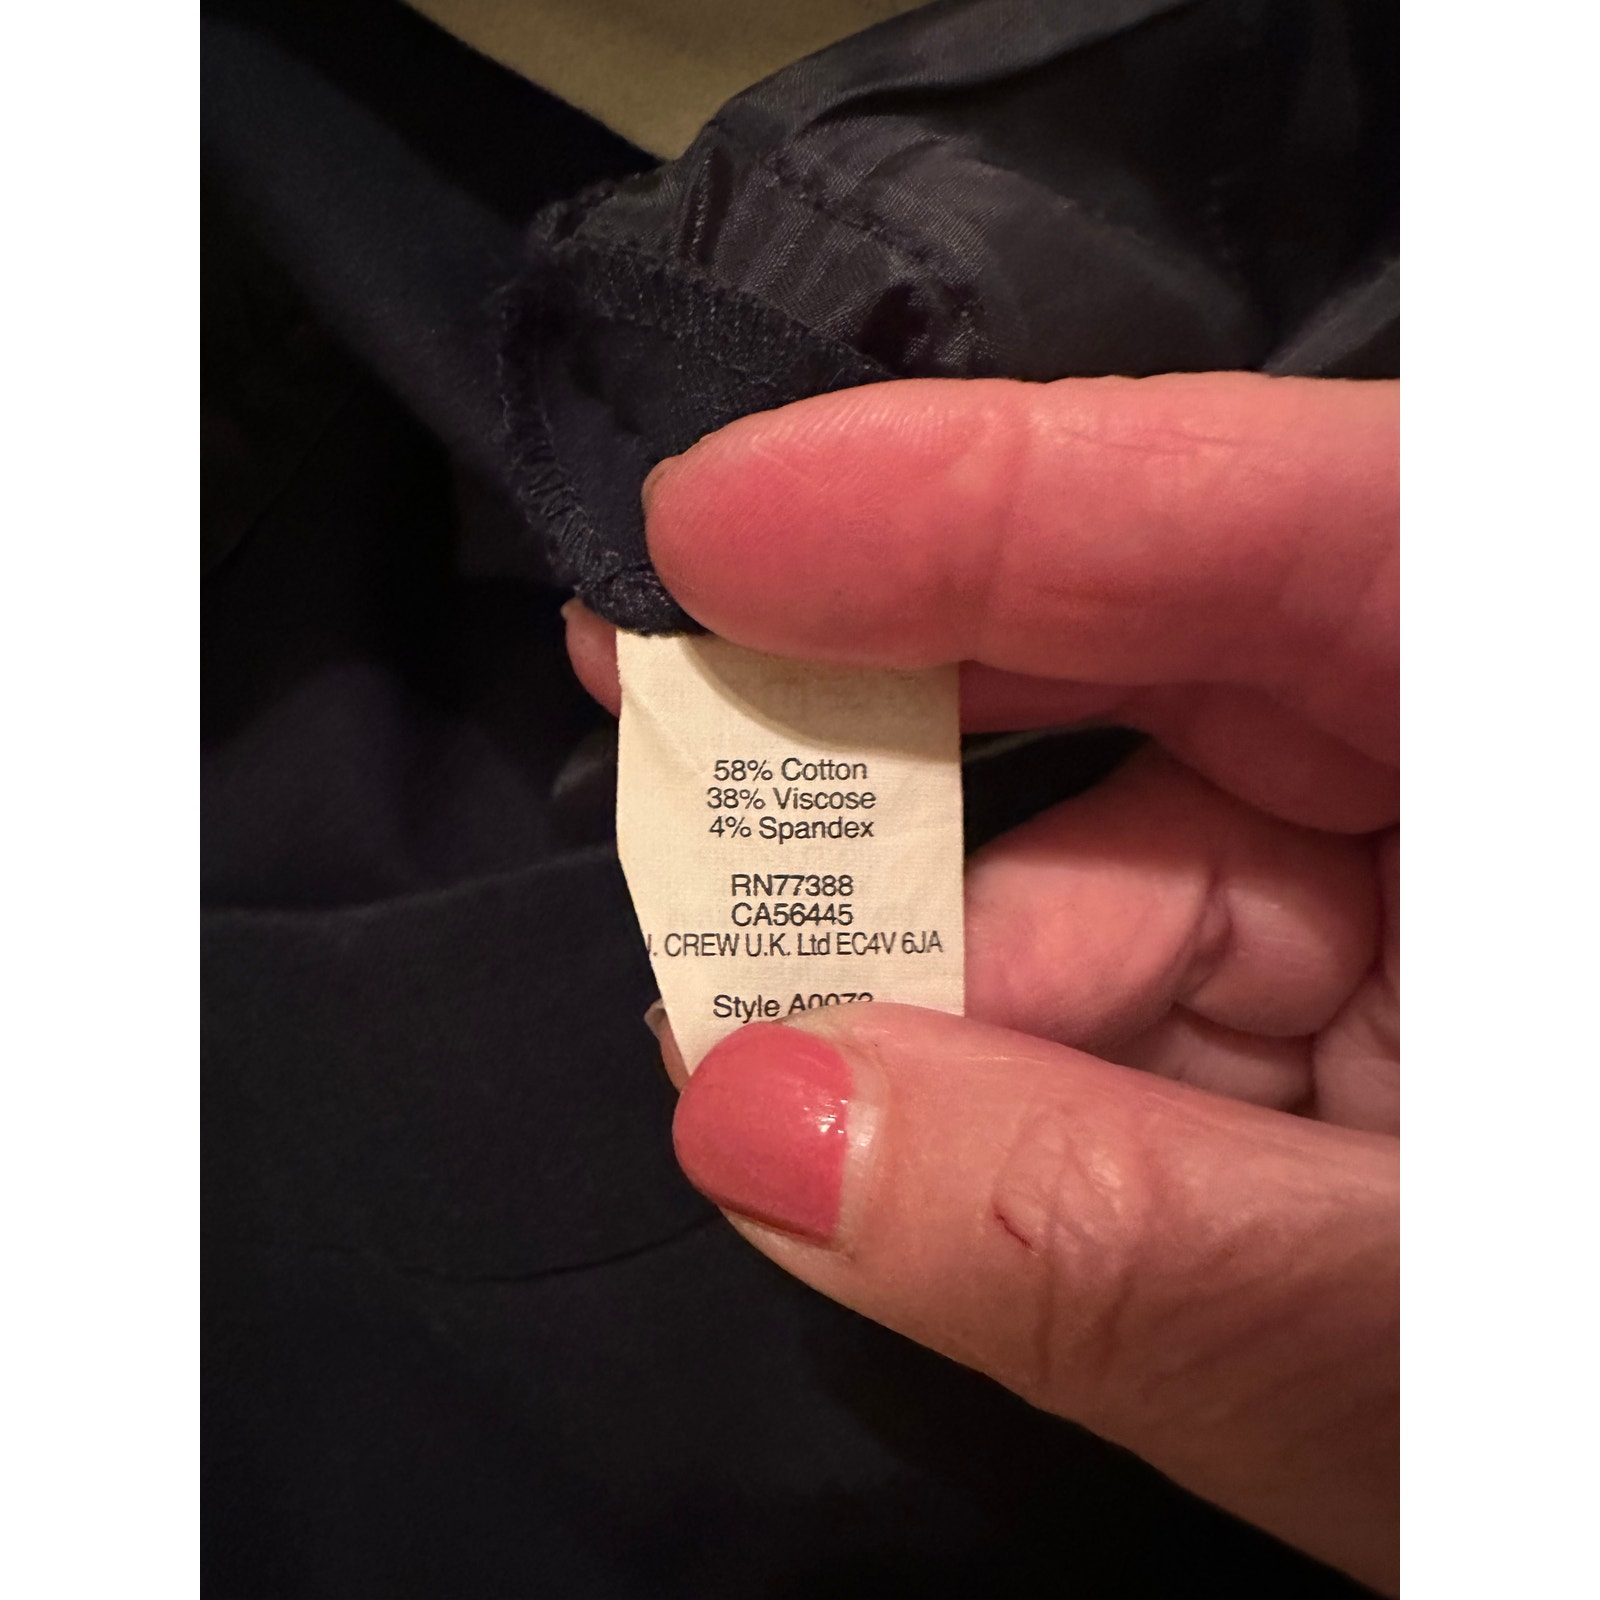 58% Cotton
38% Viscose
4% Spandex
RN77388
CA56445
J. CREW U.K. Ltd EC4V 6JA
Style